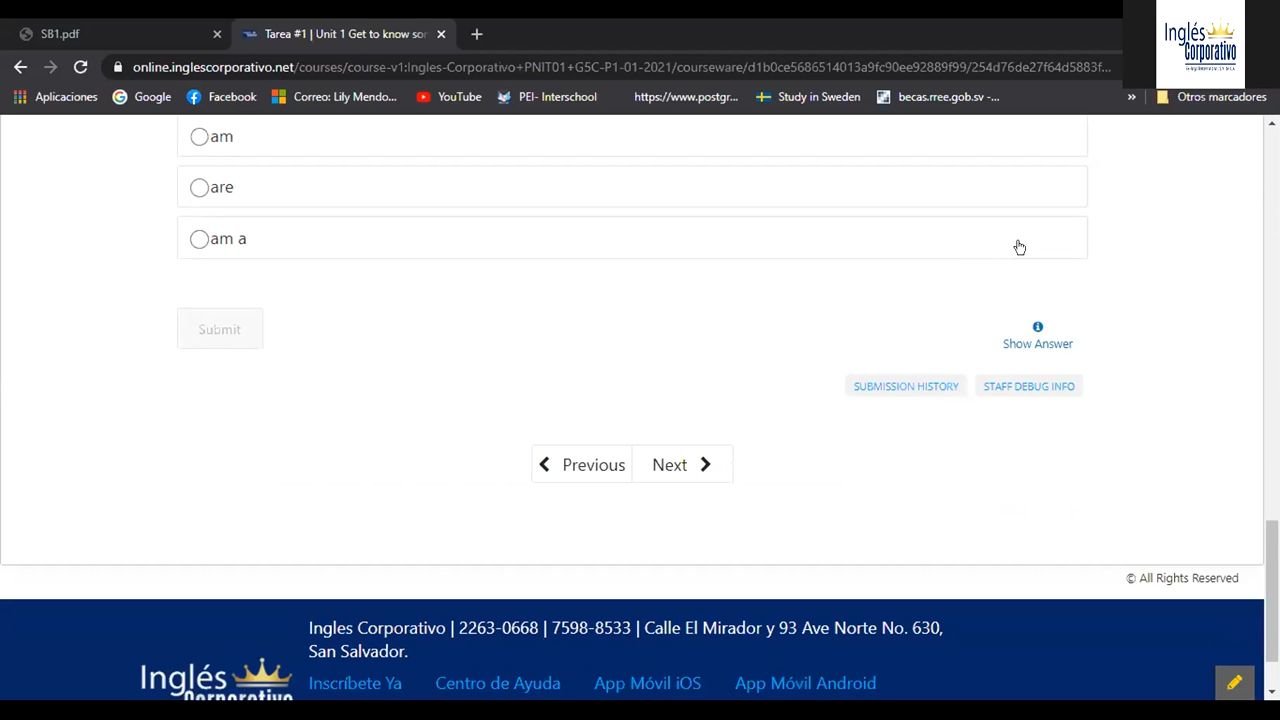 SB1.pdf
Tarea #1 | Unit 1 Get to know sor
online.inglescorporativo.net/courses/course-v1:Ingles-Corporativo+PNIT01+G5C-P1-01-2021/courseware/d1b0ce5686514013a9fc90ee92889f99/254d76de27f64d5883f...
Aplicaciones
Google
Facebook
Correo: Lily Mendo...
YouTube
PEI- Interschool
https://www.postgr...
Study in Sweden
becas.rree.gob.sv -...
»
Otros marcadores
Inglés
Corporativo
am
are
am a
Submit
Show Answer
SUBMISSION HISTORY
STAFF DEBUG INFO
Previous
Next
© All Rights Reserved
Ingles Corporativo | 2263-0668 | 7598-8533 | Calle El Mirador y 93 Ave Norte No. 630,
San Salvador.
Inglés
Corporativo
Inscríbete Ya
Centro de Ayuda
App Móvil iOS
App Móvil Android